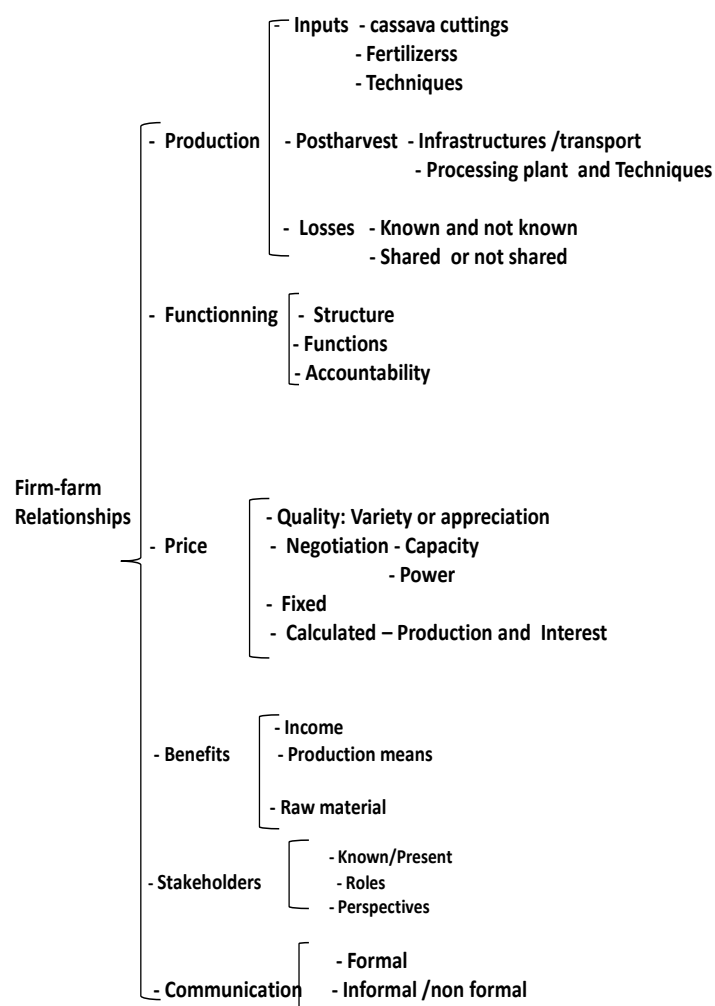 - Inputs - cassava cuttings
- Fertilizerss
- Techniques
- Production
- Postharvest - Infrastructures /transport
- Processing plant and Techniques
- Losses - Known and not known
- Shared or not shared
- Functionning
- Structure
- Functions
- Accountability
Firm-farm
Relationships
- Price
- Quality: Variety or appreciation
- Negotiation - Capacity
- Power
- Fixed
- Calculated – Production and Interest
- Benefits
- Income
- Production means
- Raw material
- Stakeholders
- Known/Present
- Roles
- Perspectives
- Communication
- Formal
- Informal /non formal